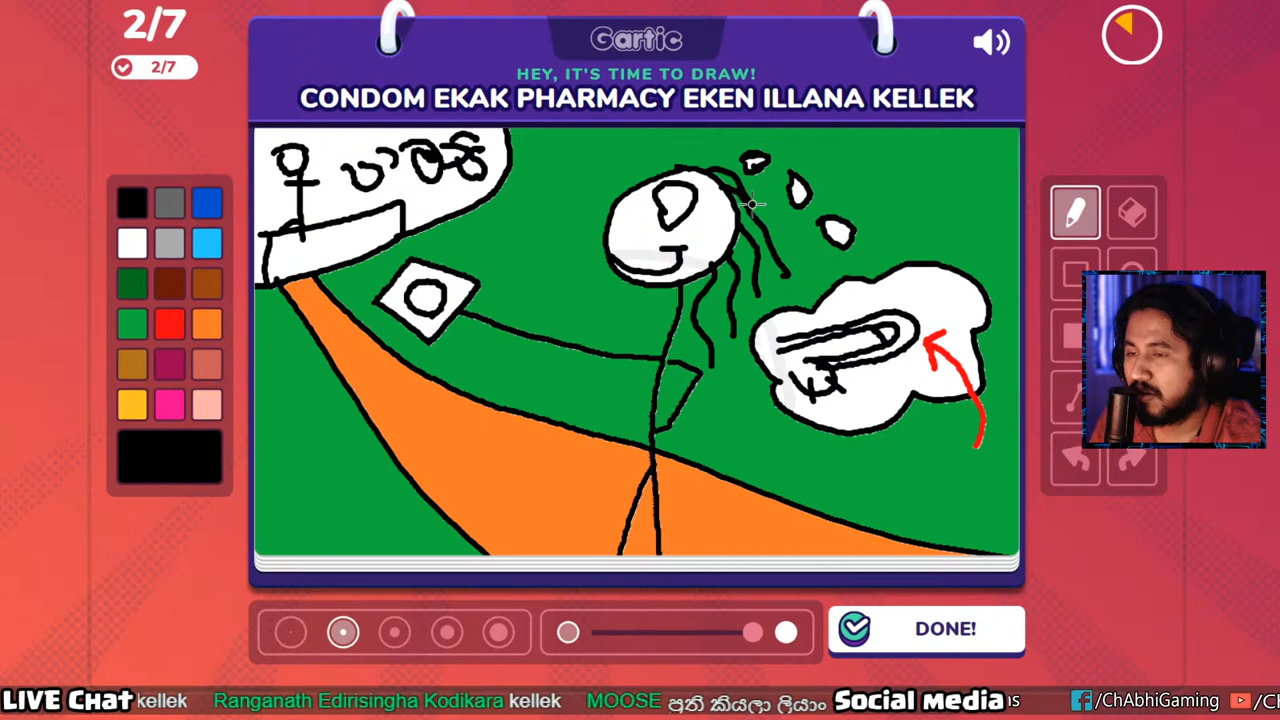 2/7
2/7
Gartic
HEY, IT'S TIME TO DRAW!
CONDOM EKAK PHARMACY EKEN ILLANA KELLEK
DONE!
LIVE Chat kellek Ranganath Edirisingha Kodikara kellek MOOSE පුති කියලා ලියාං Social Media /ChAbhiGaming